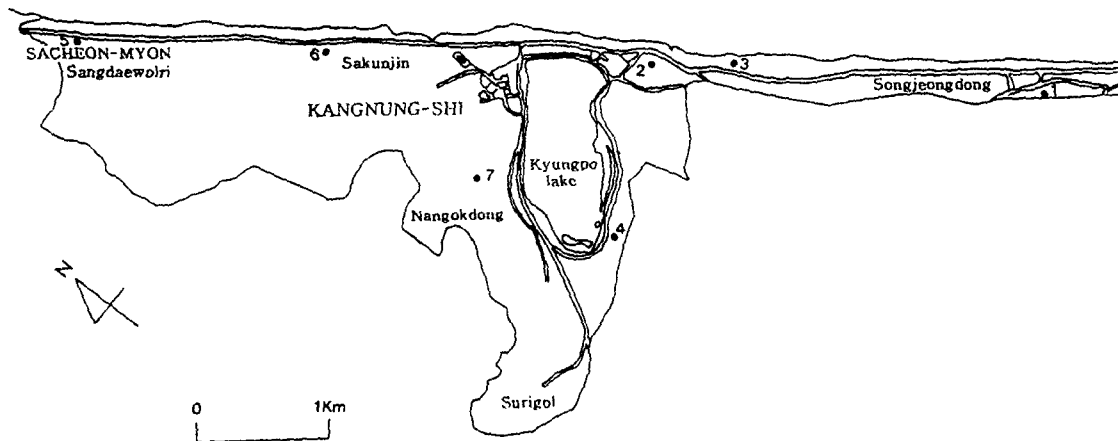 5
SACHEON-MYON
Sangdaewolri
6
Sakunjin
KANGNUNG-SHI
2
3
Songjeongdong
1
Kyungpo
lake
7
Nangokdong
4
N
Surigol
0 1Km